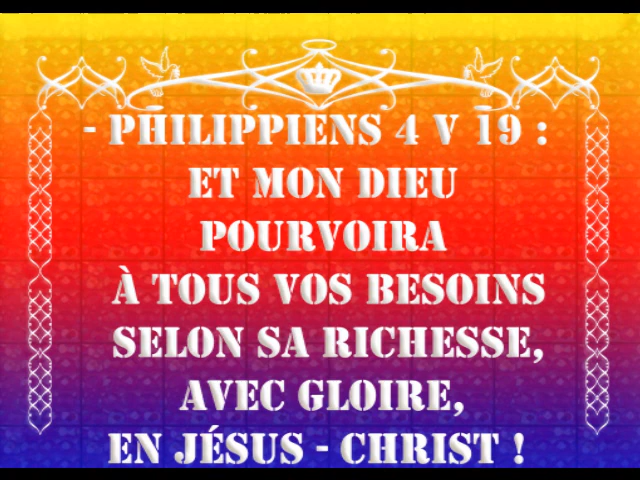 - PHILIPPIENS 4 V 19 :
ET MON DIEU
POURVOIRA
À TOUS VOS BESOINS
SELON SA RICHESSE,
AVEC GLOIRE,
EN JÉSUS - CHRIST !